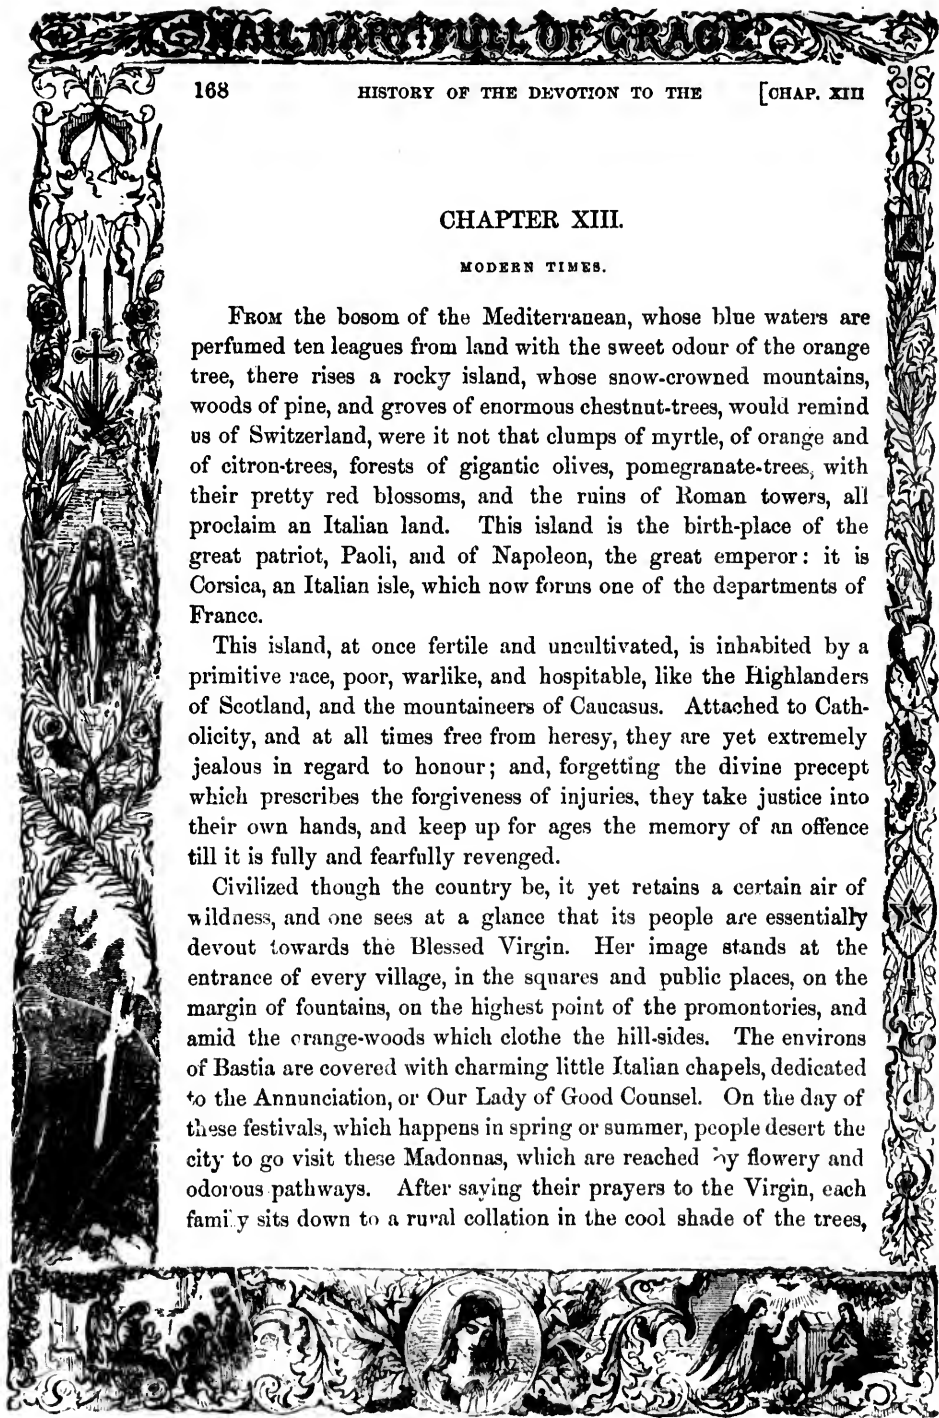 HAIL MARY FULL OF GRACE
168 HISTORY OF THE DEVOTION TO THE [CHAP. XIII
CHAPTER XIII.
MODERN TIMES.
FROM the bosom of the Mediterranean, whose blue waters are
perfumed ten leagues from land with the sweet odour of the orange
tree, there rises a rocky island, whose snow-crowned mountains,
woods of pine, and groves of enormous chestnut-trees, would remind
us of Switzerland, were it not that clumps of myrtle, of orange and
of citron-trees, forests of gigantic olives, pomegranate-trees, with
their pretty red blossoms, and the ruins of Roman towers, all
proclaim an Italian land. This island is the birth-place of the
great patriot, Paoli, and of Napoleon, the great emperor: it is
Corsica, an Italian isle, which now forms one of the departments of
France.
This island, at once fertile and uncultivated, is inhabited by a
primitive race, poor, warlike, and hospitable, like the Highlanders
of Scotland, and the mountaineers of Caucasus. Attached to Cath-
olicity, and at all times free from heresy, they are yet extremely
jealous in regard to honour; and, forgetting the divine precept
which prescribes the forgiveness of injuries, they take justice into
their own hands, and keep up for ages the memory of an offence
till it is fully and fearfully revenged.
Civilized though the country be, it yet retains a certain air of
wildness, and one sees at a glance that its people are essentially
devout towards the Blessed Virgin. Her image stands at the
entrance of every village, in the squares and public places, on the
margin of fountains, on the highest point of the promontories, and
amid the orange-woods which clothe the hill-sides. The environs
of Bastia are covered with charming little Italian chapels, dedicated
to the Annunciation, or Our Lady of Good Counsel. On the day of
these festivals, which happens in spring or summer, people desert the
city to go visit these Madonnas, which are reached by flowery and
odorous pathways. After saying their prayers to the Virgin, each
family sits down to a rural collation in the cool shade of the trees,